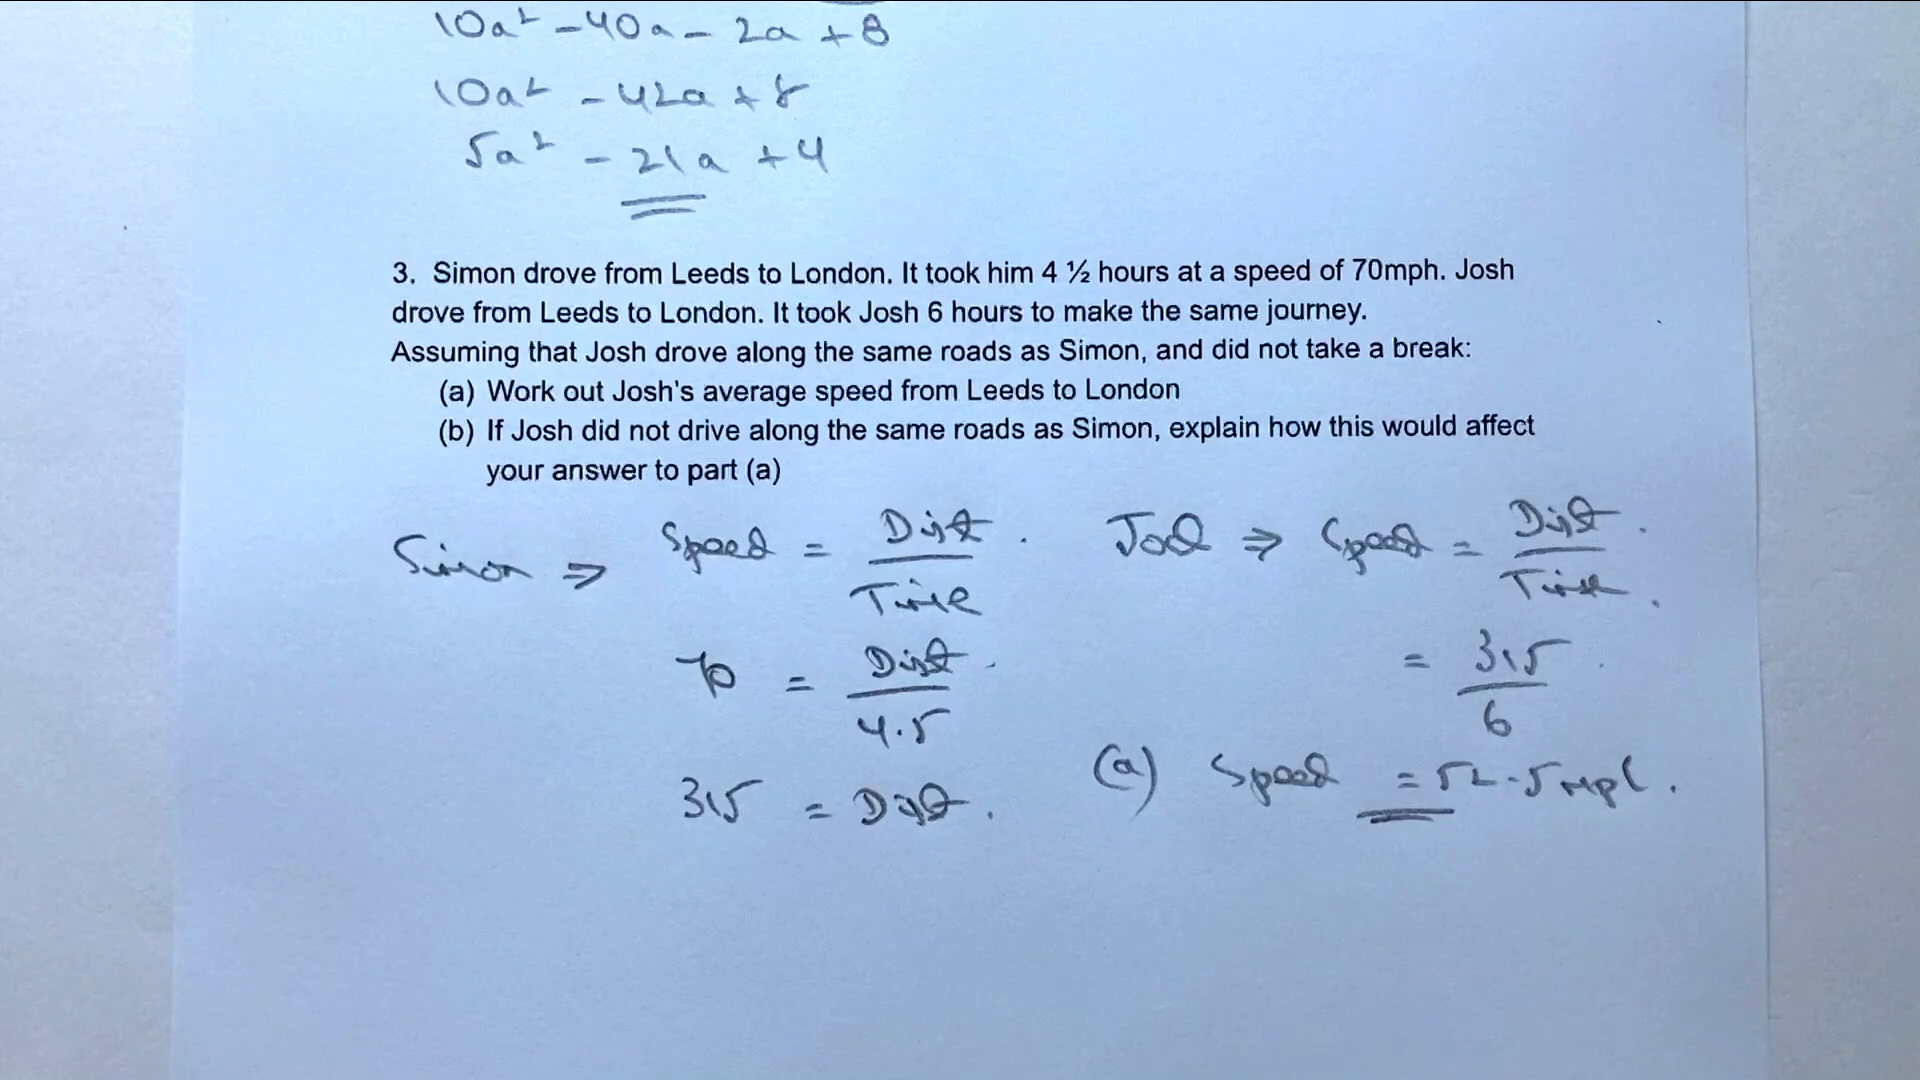 10a² - 40a - 2a + 8
10a² - 42a + 8
5a² - 21a + 4
3. Simon drove from Leeds to London. It took him 4 ½ hours at a speed of 70mph. Josh
drove from Leeds to London. It took Josh 6 hours to make the same journey.
Assuming that Josh drove along the same roads as Simon, and did not take a break:
(a) Work out Josh's average speed from Leeds to London
(b) If Josh did not drive along the same roads as Simon, explain how this would affect
your answer to part (a)
Simon ⇒ Speed = Dist / Time
70 = Dist / 4.5
315 = Dist.
Josh ⇒ Speed = Dist / Time
= 315 / 6
(a) Speed = 52.5mph.